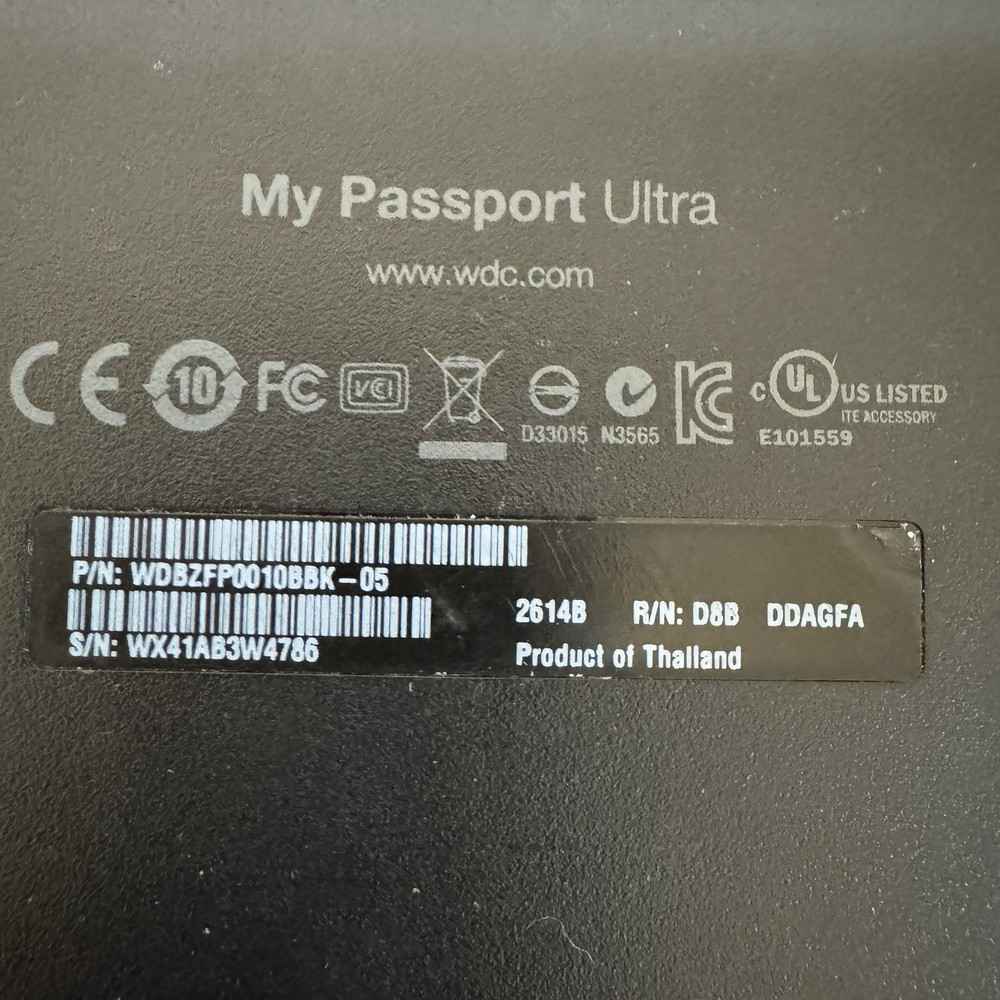 My Passport Ultra
www.wdc.com
CE 10 FC VCI D33015 N3565 c UL US LISTED
ITE ACCESSORY
E101559
P/N: WDBZFP0010BBK-05
2614B R/N: D8B DDAGFA
S/N: WX41AB3W4786
Product of Thailand